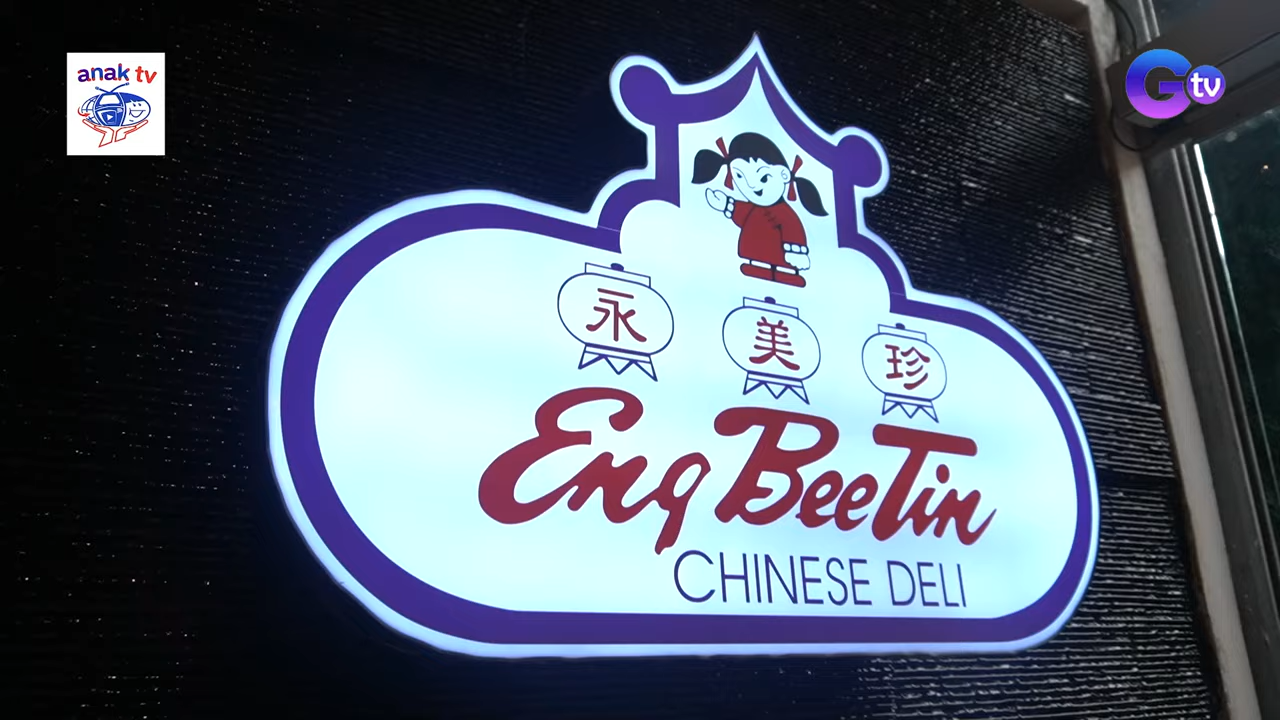 anak tv
G tv
永 美 珍
Eng Bee Tin
CHINESE DELI